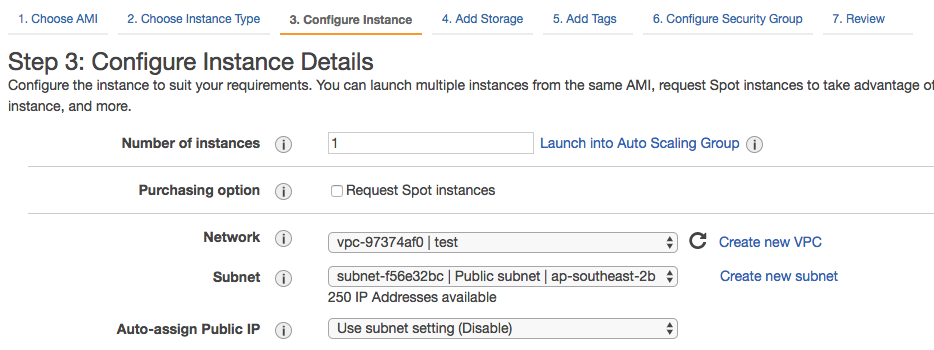 1. Choose AMI 2. Choose Instance Type 3. Configure Instance 4. Add Storage 5. Add Tags 6. Configure Security Group 7. Review
Step 3: Configure Instance Details
Configure the instance to suit your requirements. You can launch multiple instances from the same AMI, request Spot instances to take advantage of
instance, and more.
Number of instances i 1 Launch into Auto Scaling Group i
Purchasing option i Request Spot instances
Network i vpc-97374af0 | test Create new VPC
Subnet i subnet-f56e32bc | Public subnet | ap-southeast-2b Create new subnet
250 IP Addresses available
Auto-assign Public IP i Use subnet setting (Disable)